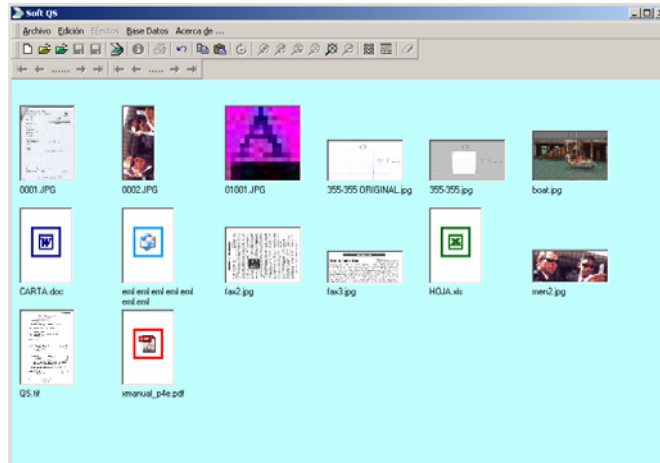 Soft QS
Archivo Edición Efectos Base Datos Acerca de ...
0001.JPG 0002.JPG 01001.JPG 355-355 ORIGINAL.jpg 355-355.jpg boat.jpg
CARTA.doc eml eml eml eml eml eml.eml fax2.jpg fax3.jpg HOJA.xls men2.jpg
QS.tif xmanual_p4e.pdf